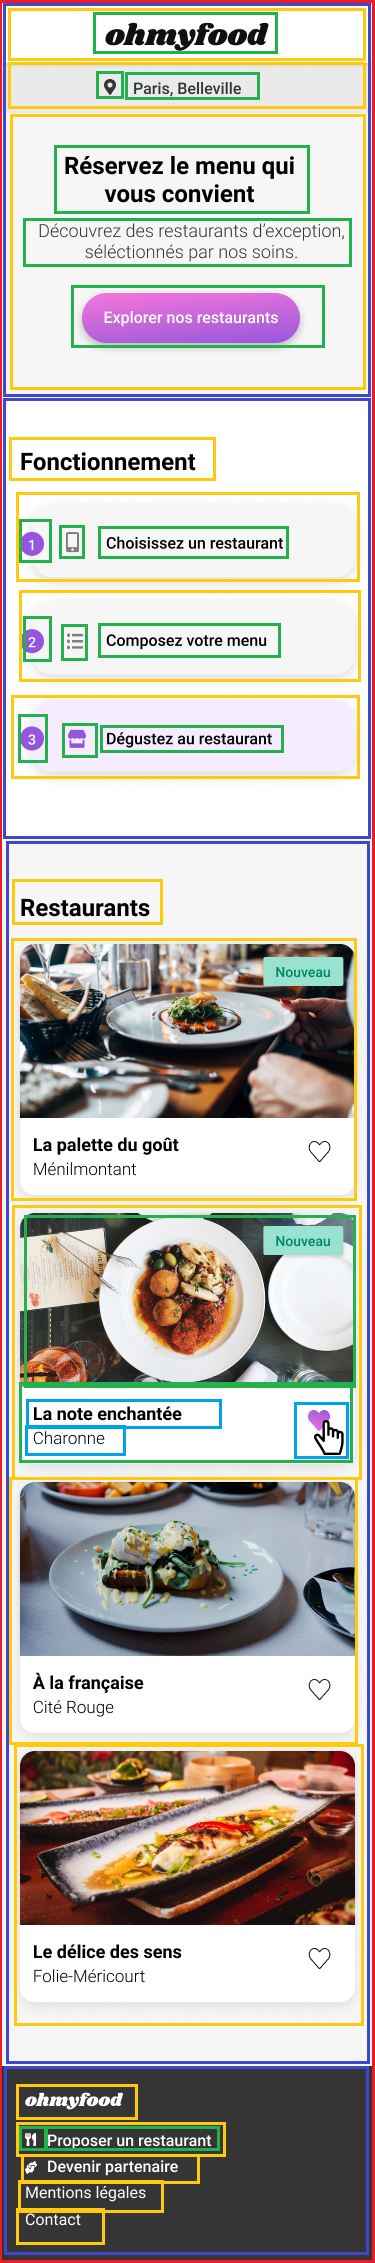 ohmyfood
Paris, Belleville
Réservez le menu qui
vous convient
Découvrez des restaurants d'exception,
séléctionnés par nos soins.
Explorer nos restaurants
Fonctionnement
1 Choisissez un restaurant
2 Composez votre menu
3 Dégustez au restaurant
Restaurants
Nouveau
La palette du goût
Ménilmontant
Nouveau
La note enchantée
Charonne
À la française
Cité Rouge
Le délice des sens
Folie-Méricourt
ohmyfood
Proposer un restaurant
Devenir partenaire
Mentions légales
Contact